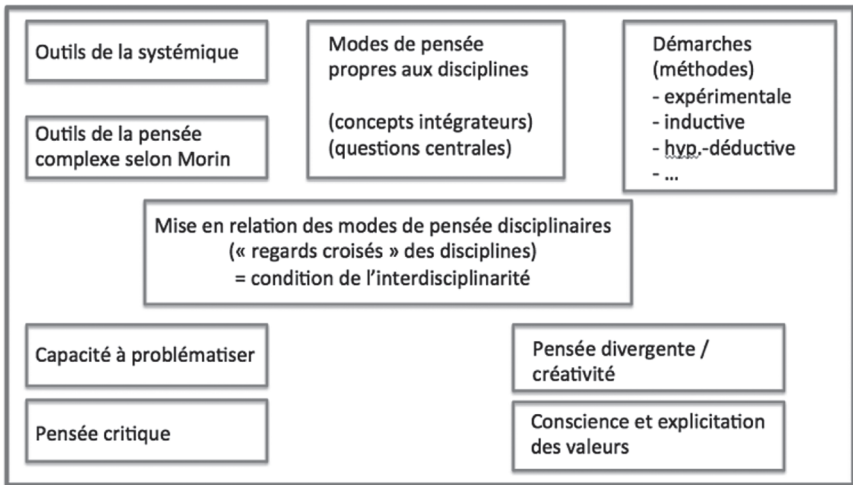 Outils de la systémique
Outils de la pensée
complexe selon Morin
Modes de pensée
propres aux disciplines
(concepts intégrateurs)
(questions centrales)
Démarches
(méthodes)
- expérimentale
- inductive
- hyp.-déductive
- ...
Mise en relation des modes de pensée disciplinaires
(« regards croisés » des disciplines)
= condition de l'interdisciplinarité
Capacité à problématiser
Pensée critique
Pensée divergente /
créativité
Conscience et explicitation
des valeurs